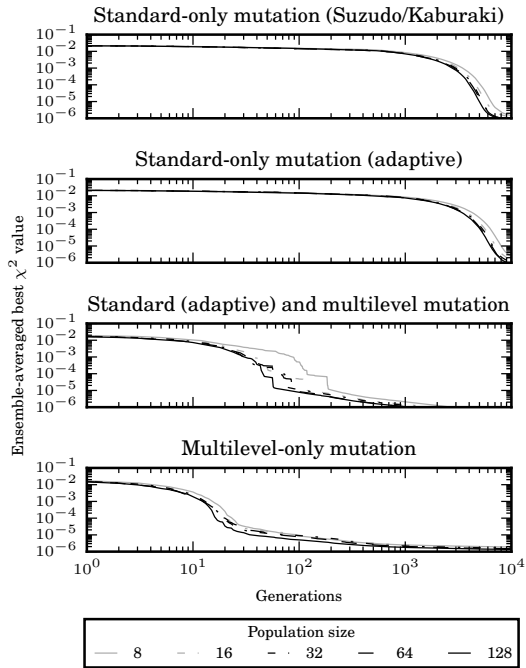 Standard-only mutation (Suzudo/Kaburaki)
10^−1
10^−2
10^−3
10^−4
10^−5
10^−6
Standard-only mutation (adaptive)
10^−1
10^−2
10^−3
10^−4
10^−5
10^−6
Ensemble-averaged best χ^2 value
Standard (adaptive) and multilevel mutation
10^−1
10^−2
10^−3
10^−4
10^−5
10^−6
Multilevel-only mutation
10^−1
10^−2
10^−3
10^−4
10^−5
10^−6
10^0 10^1 10^2 10^3 10^4
Generations
Population size
8 16 32 64 128